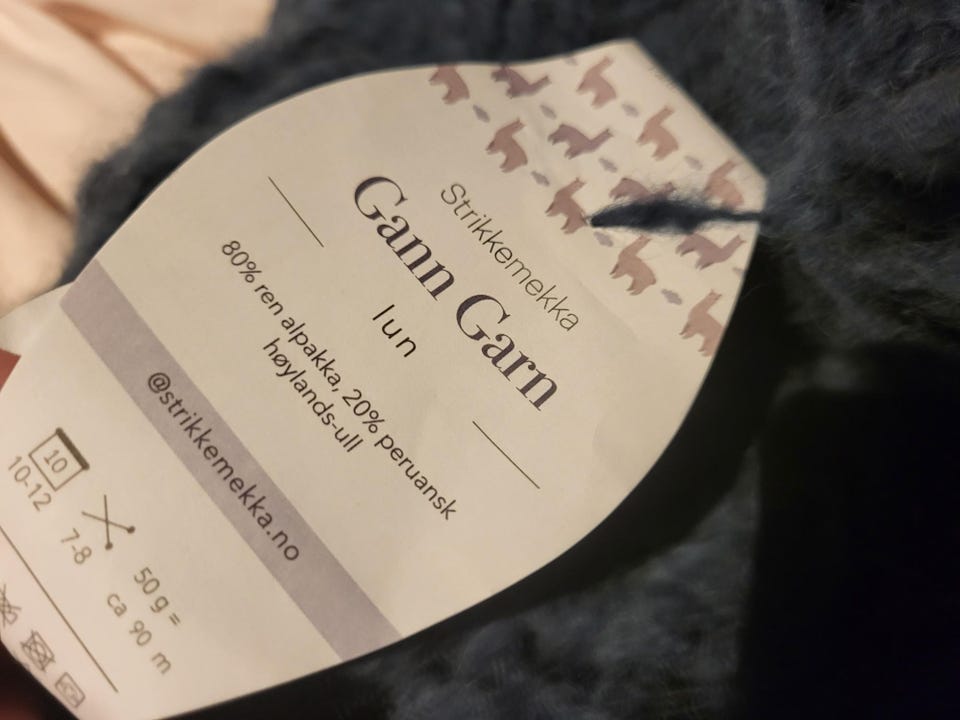 Strikkemekka
Gann Garn
lun
80% ren alpakka, 20% peruansk
høylands-ull
@strikkemekka.no
10
10-12
7-8
50 g =
ca 90 m